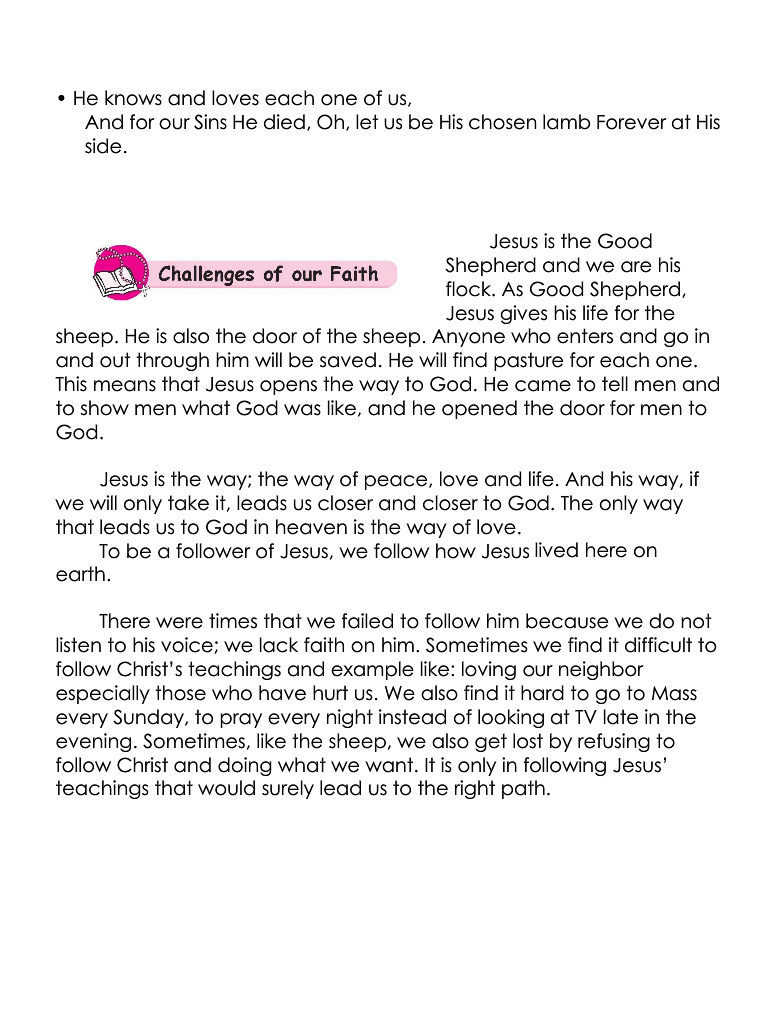 • He knows and loves each one of us,
And for our Sins He died, Oh, let us be His chosen lamb Forever at His
side.
Challenges of our Faith
Jesus is the Good
Shepherd and we are his
flock. As Good Shepherd,
Jesus gives his life for the
sheep. He is also the door of the sheep. Anyone who enters and go in
and out through him will be saved. He will find pasture for each one.
This means that Jesus opens the way to God. He came to tell men and
to show men what God was like, and he opened the door for men to
God.
Jesus is the way; the way of peace, love and life. And his way, if
we will only take it, leads us closer and closer to God. The only way
that leads us to God in heaven is the way of love.
To be a follower of Jesus, we follow how Jesus lived here on
earth.
There were times that we failed to follow him because we do not
listen to his voice; we lack faith on him. Sometimes we find it difficult to
follow Christ’s teachings and example like: loving our neighbor
especially those who have hurt us. We also find it hard to go to Mass
every Sunday, to pray every night instead of looking at TV late in the
evening. Sometimes, like the sheep, we also get lost by refusing to
follow Christ and doing what we want. It is only in following Jesus’
teachings that would surely lead us to the right path.